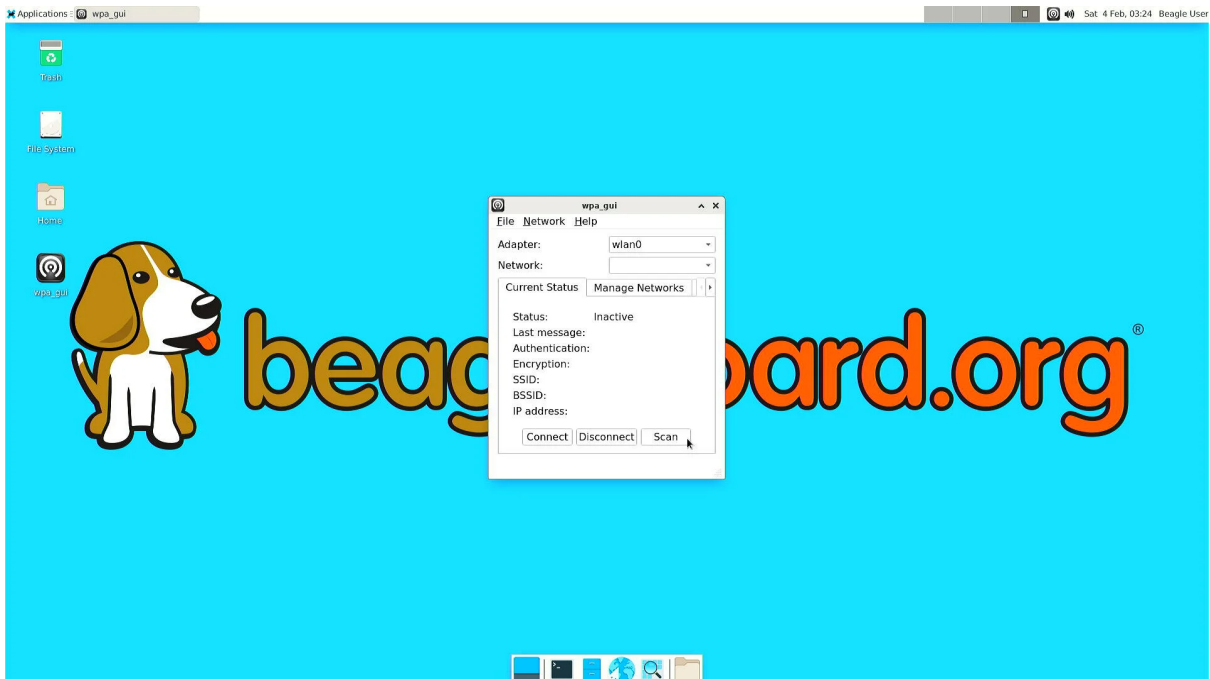 Applications
wpa_gui
Sat 4 Feb, 03:24
Beagle User
Trash
File System
Home
wpa_gui
wpa_gui
File Network Help
Adapter: wlan0
Network:
Current Status Manage Networks
Status: Inactive
Last message:
Authentication:
Encryption:
SSID:
BSSID:
IP address:
Connect Disconnect Scan
beag oard.org®